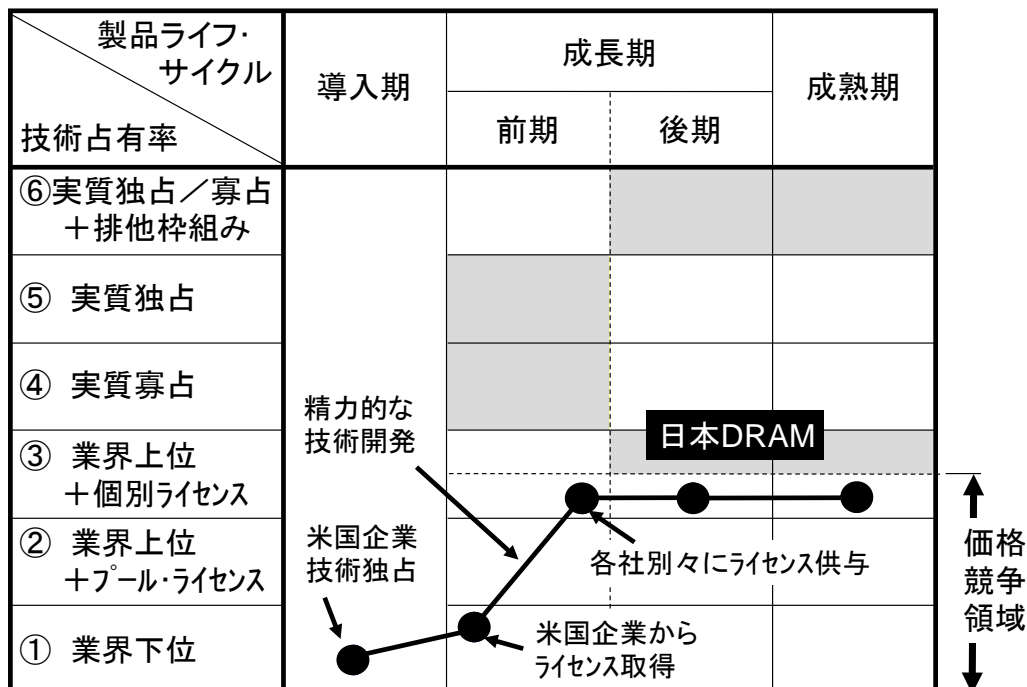 製品ライフ・
サイクル
技術占有率
導入期
成長期
前期
後期
成熟期
⑥実質独占／寡占
＋排他枠組み
⑤ 実質独占
④ 実質寡占
③ 業界上位
＋個別ライセンス
② 業界上位
＋プール・ライセンス
① 業界下位
精力的な
技術開発
日本DRAM
米国企業
技術独占
各社別々にライセンス供与
米国企業から
ライセンス取得
価格
競争
領域